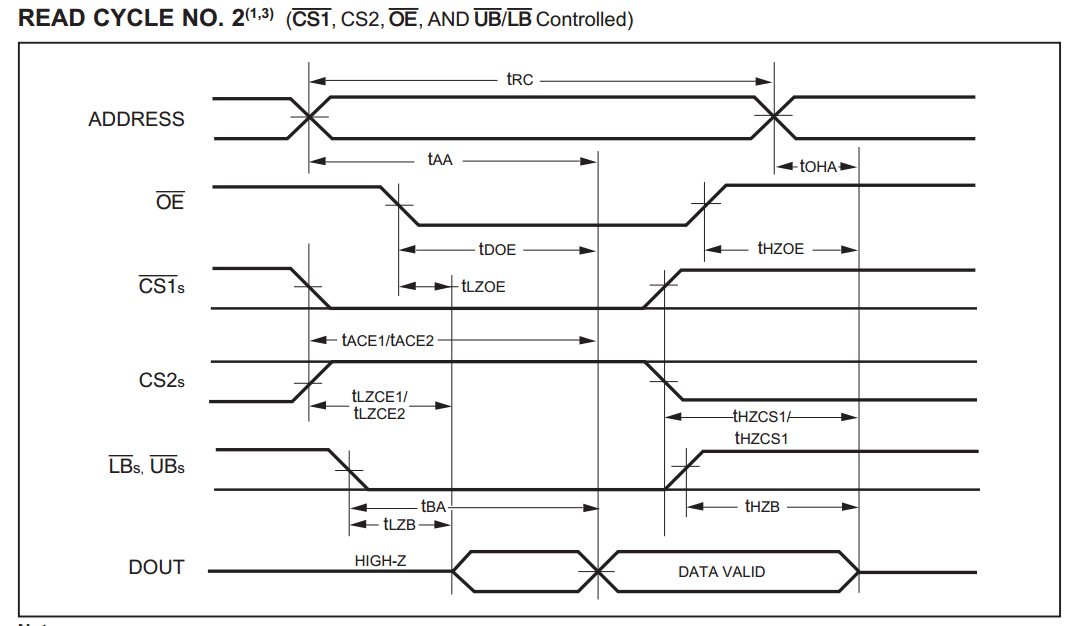 READ CYCLE NO. 2(1,3) (CS1, CS2, OE, AND UB/LB Controlled)
tRC
ADDRESS
tAA
tOHA
OE
tDOE
tHZOE
CS1s
tLZOE
tACE1/tACE2
CS2s
tLZCE1/
tLZCE2
tHZCS1/
tHZCS1
LBs, UBs
tBA
tHZB
tLZB
HIGH-Z
DOUT
DATA VALID